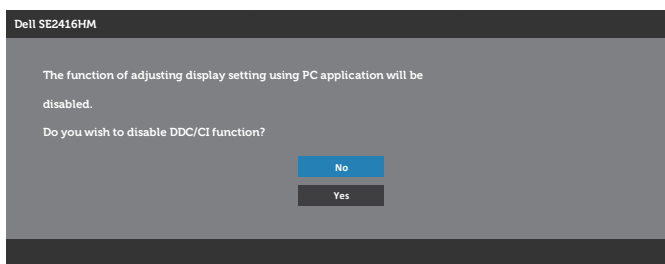 Dell SE2416HM
The function of adjusting display setting using PC application will be
disabled.
Do you wish to disable DDC/CI function?
No
Yes